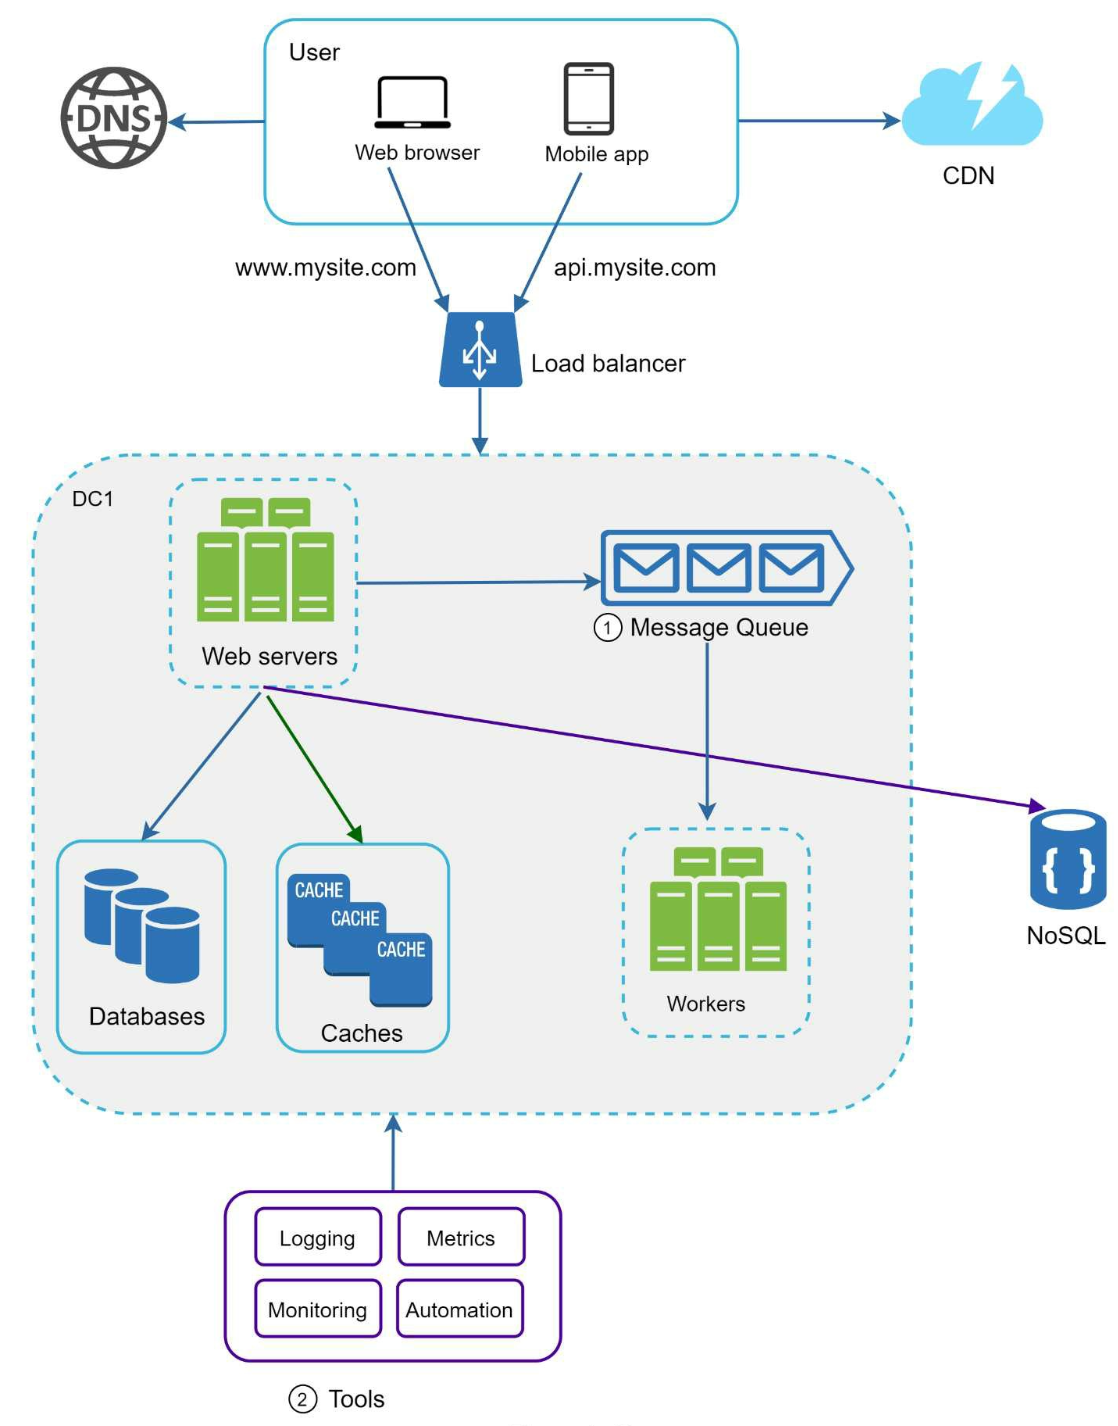 User
DNS
Web browser
Mobile app
CDN
www.mysite.com
api.mysite.com
Load balancer
DC1
Web servers
1 Message Queue
CACHE
CACHE
CACHE
Databases
Caches
Workers
{ }
NoSQL
Logging
Metrics
Monitoring
Automation
2 Tools